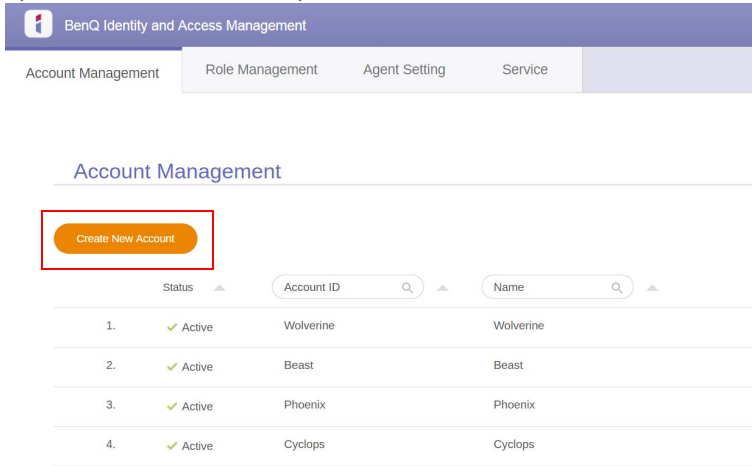 BenQ Identity and Access Management
Account Management Role Management Agent Setting Service
Account Management
Create New Account
Status Account ID Name
1. Active Wolverine Wolverine
2. Active Beast Beast
3. Active Phoenix Phoenix
4. Active Cyclops Cyclops